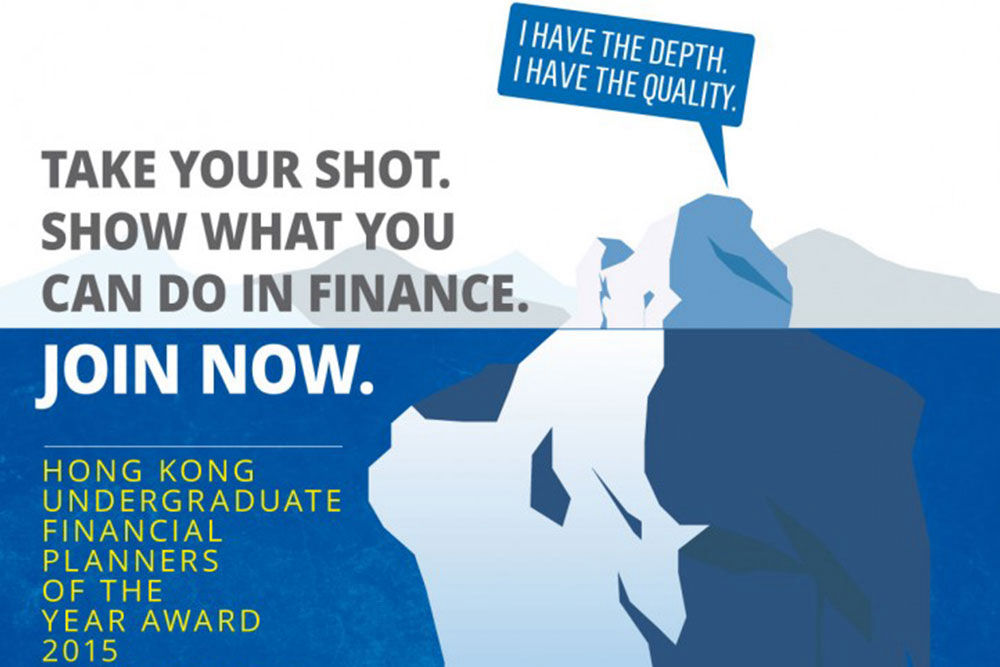 I HAVE THE DEPTH.
I HAVE THE QUALITY.
TAKE YOUR SHOT.
SHOW WHAT YOU
CAN DO IN FINANCE.
JOIN NOW.
HONG KONG
UNDERGRADUATE
FINANCIAL
PLANNERS
OF THE
YEAR AWARD
2015